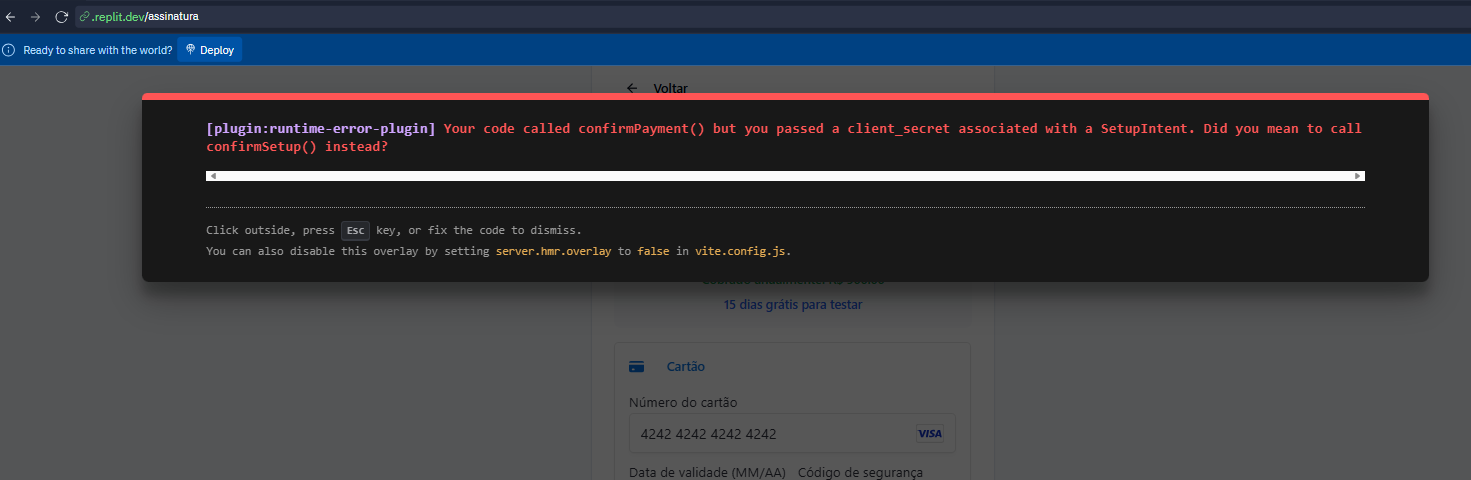 .replit.dev/assinatura
Ready to share with the world? Deploy
Voltar
[plugin:runtime-error-plugin] Your code called confirmPayment() but you passed a client_secret associated with a SetupIntent. Did you mean to call
confirmSetup() instead?
Click outside, press Esc key, or fix the code to dismiss.
You can also disable this overlay by setting server.hmr.overlay to false in vite.config.js.
15 dias grátis para testar
Cartão
Número do cartão
4242 4242 4242 4242 VISA
Data de validade (MM/AA) Código de segurança